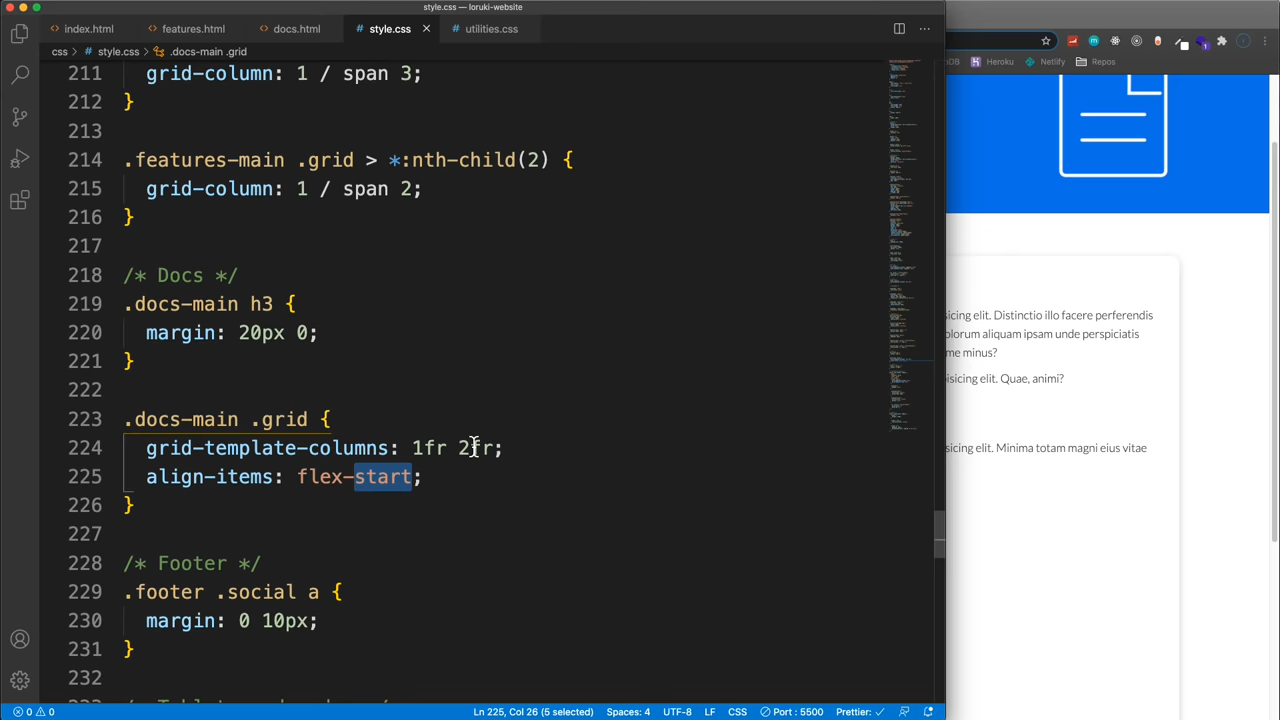 style.css — loruki-website
index.html
features.html
docs.html
style.css
utilities.css
css > style.css > .docs-main .grid
DB
Heroku
Netlify
Repos
211
grid-column: 1 / span 3;
212
}
213
214
.features-main .grid > *:nth-child(2) {
215
grid-column: 1 / span 2;
216
}
217
218
/* Docs */
219
.docs-main h3 {
220
margin: 20px 0;
221
}
222
223
.docs-main .grid {
224
grid-template-columns: 1fr 2fr;
225
align-items: flex-start;
226
}
227
228
/* Footer */
229
.footer .social a {
230
margin: 0 10px;
231
}
232
sicing elit. Distinctio illo facere perferendis
olorum aliquam ipsam unde perspiciatis
me minus?
isicing elit. Quae, animi?
sicing elit. Minima totam magni eius vitae
0 0
Ln 225, Col 26 (5 selected)
Spaces: 4
UTF-8
LF
CSS
Port : 5500
Prettier: ✓